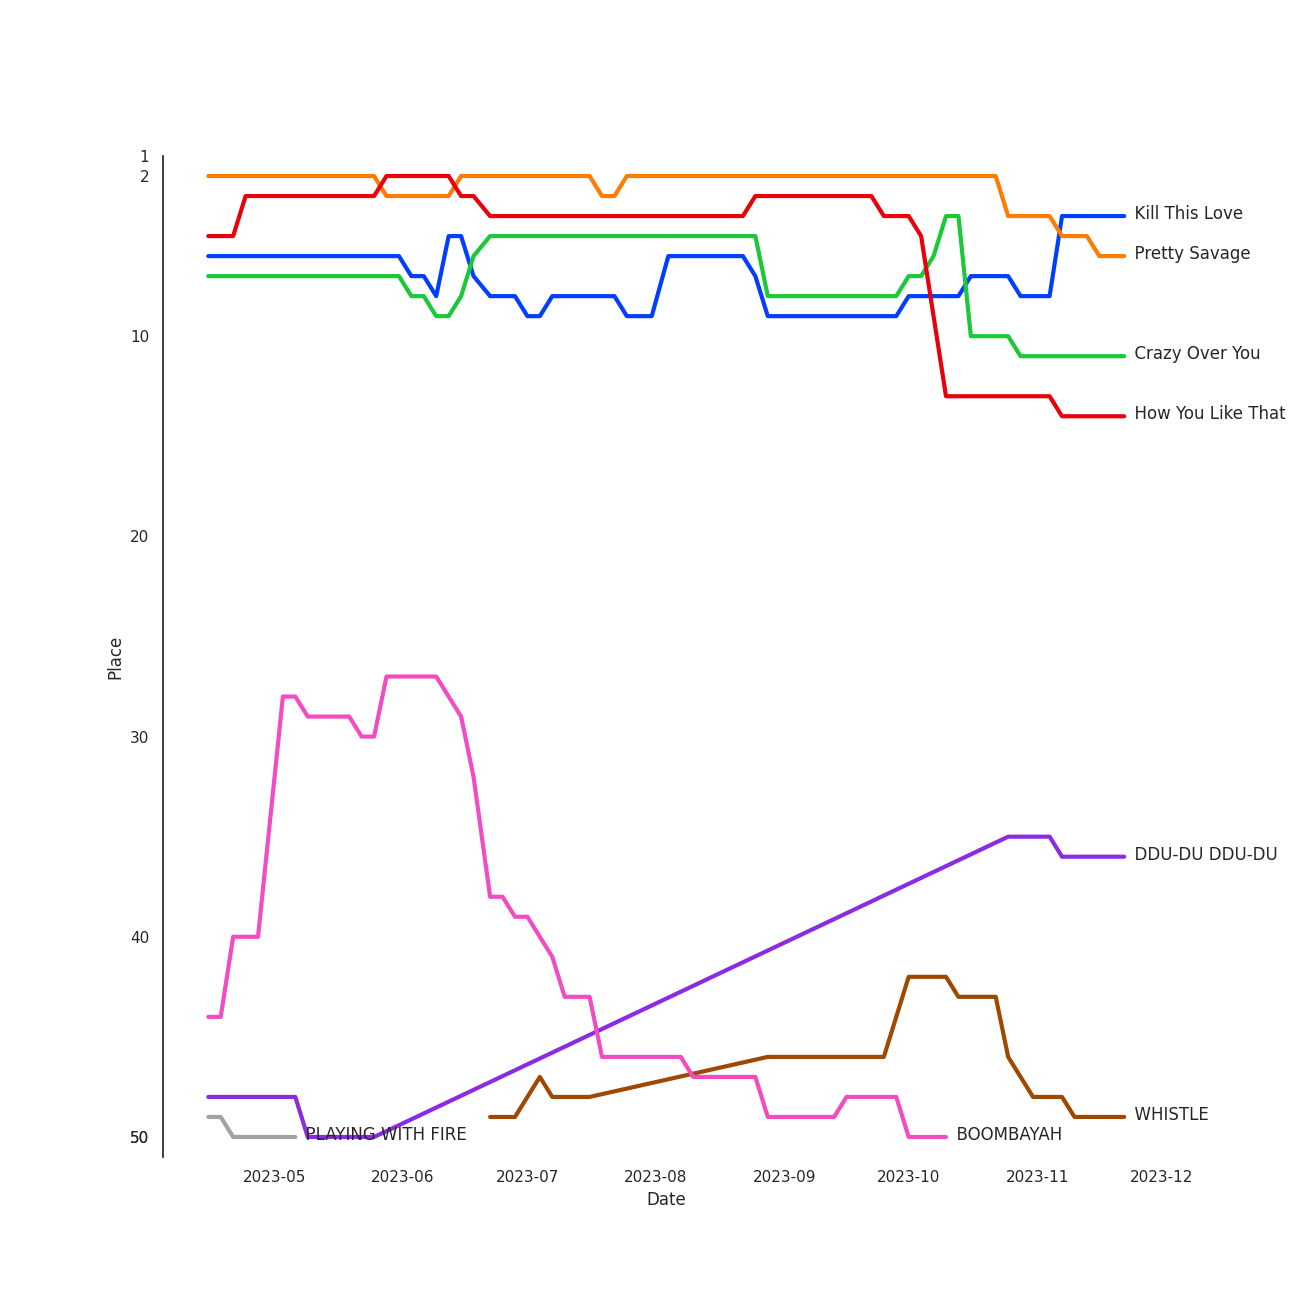 1
2
10
20
30
40
50
Place
Kill This Love
Pretty Savage
Crazy Over You
How You Like That
DDU-DU DDU-DU
WHISTLE
PLAYING WITH FIRE
BOOMBAYAH
2023-05 2023-06 2023-07 2023-08 2023-09 2023-10 2023-11 2023-12
Date